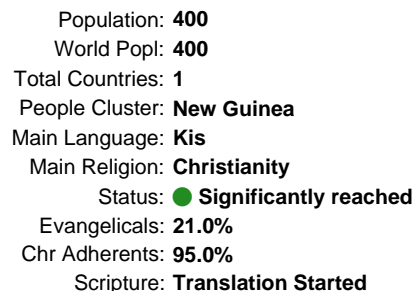 Population: 400
World Popl: 400
Total Countries: 1
People Cluster: New Guinea
Main Language: Kis
Main Religion: Christianity
Status: Significantly reached
Evangelicals: 21.0%
Chr Adherents: 95.0%
Scripture: Translation Started